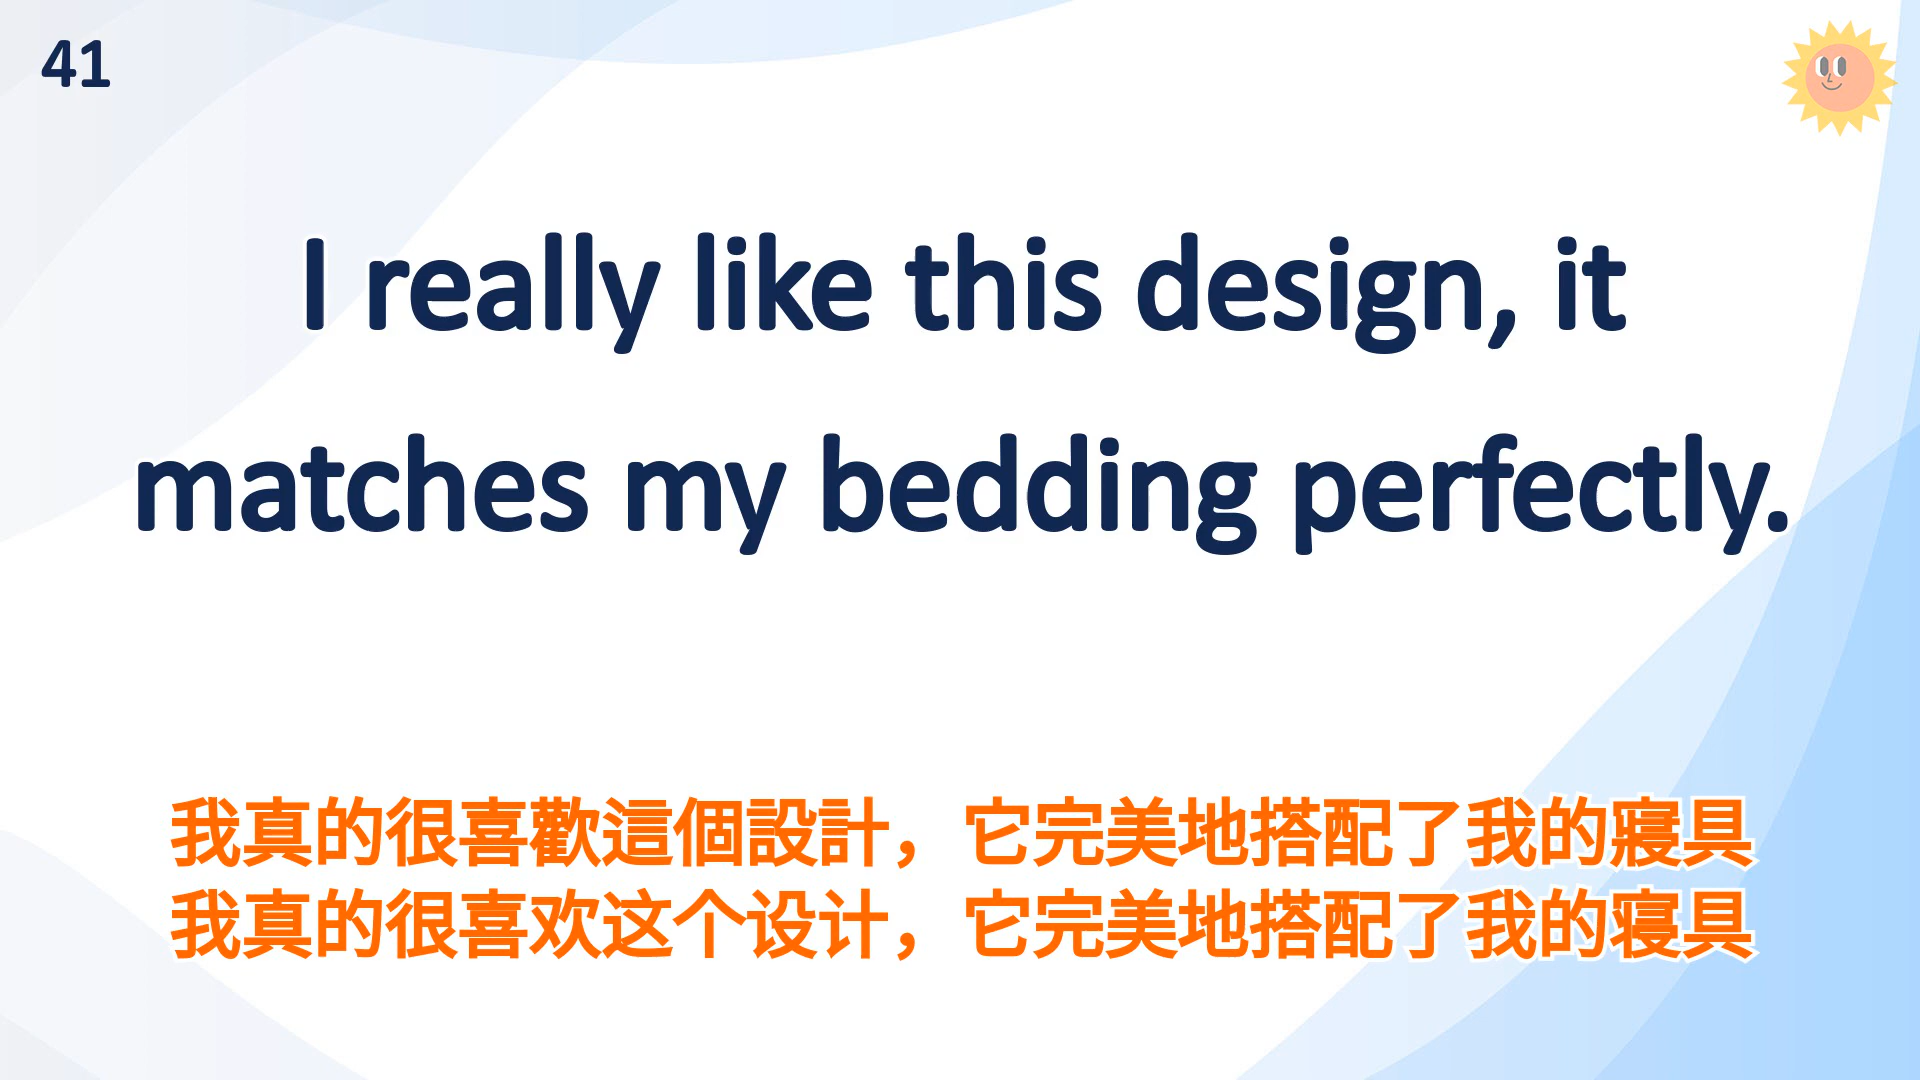 41
I really like this design, it
matches my bedding perfectly.
我真的很喜歡這個設計，它完美地搭配了我的寢具
我真的很喜欢这个设计，它完美地搭配了我的寝具